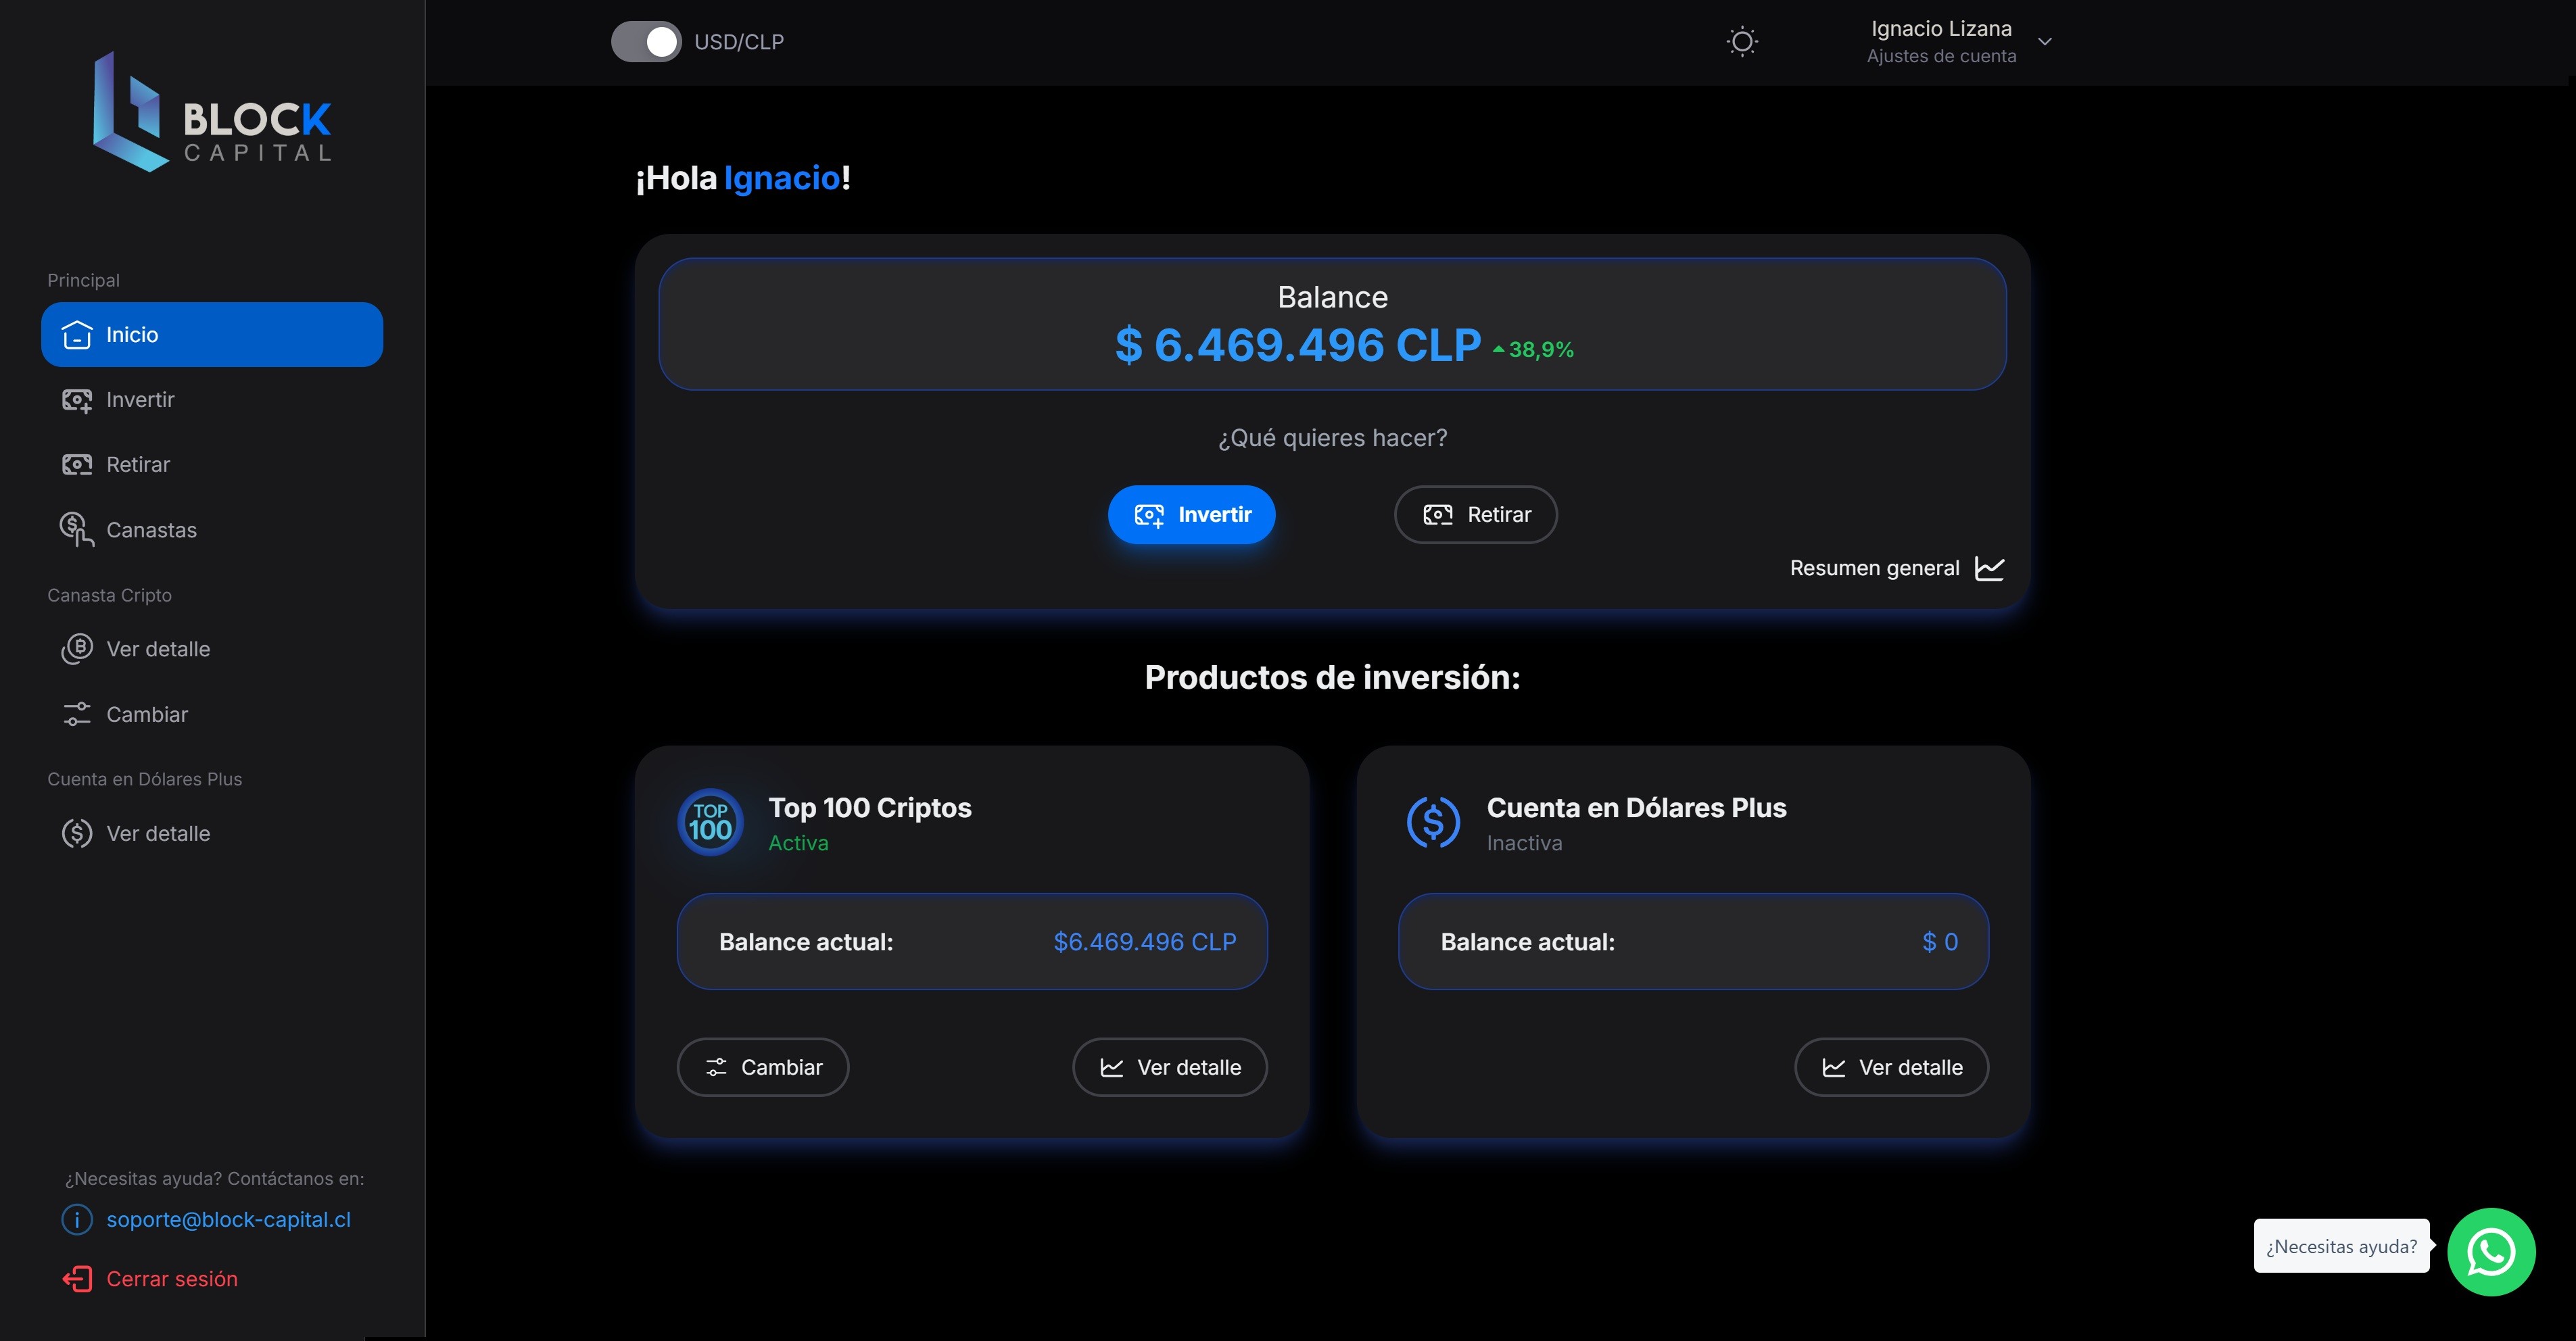 BLOCK
CAPITAL
Principal
Inicio
Invertir
Retirar
Canastas
Canasta Cripto
Ver detalle
Cambiar
Cuenta en Dólares Plus
Ver detalle
¿Necesitas ayuda? Contáctanos en:
soporte@block-capital.cl
Cerrar sesión
USD/CLP
Ignacio Lizana
Ajustes de cuenta
¡Hola Ignacio!
Balance
$ 6.469.496 CLP 38,9%
¿Qué quieres hacer?
Invertir
Retirar
Resumen general
Productos de inversión:
TOP
100
Top 100 Criptos
Activa
Balance actual: $6.469.496 CLP
Cambiar
Ver detalle
Cuenta en Dólares Plus
Inactiva
Balance actual: $ 0
Ver detalle
¿Necesitas ayuda?